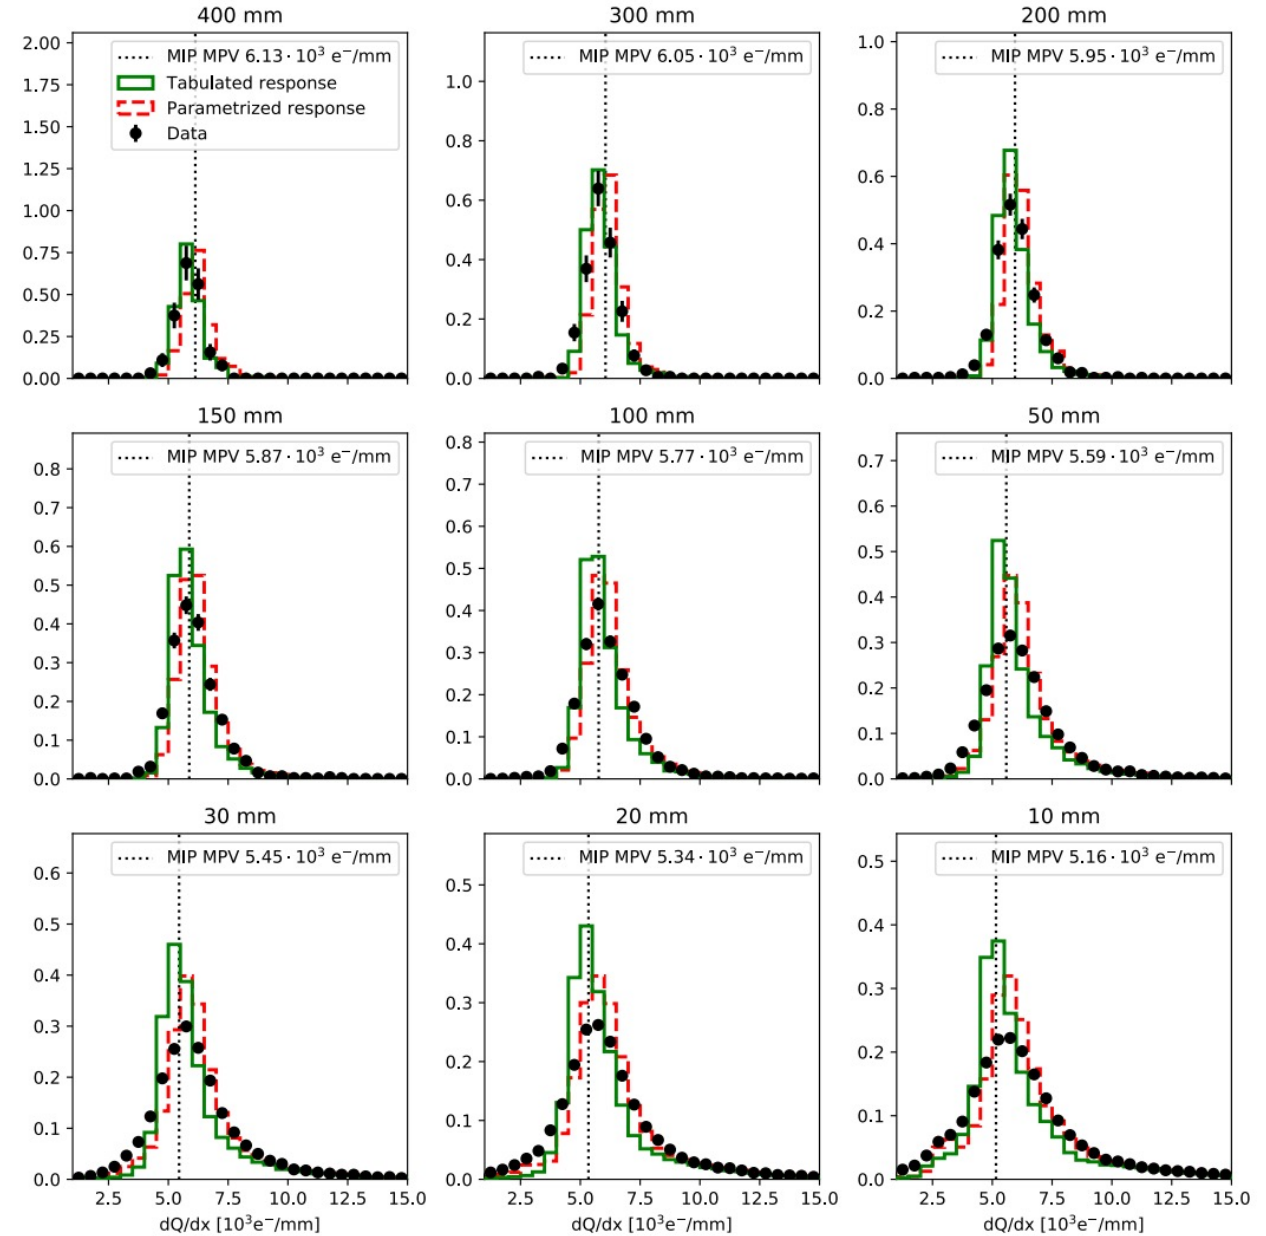 400 mm
300 mm
200 mm
2.00
1.75
1.50
1.25
1.00
0.75
0.50
0.25
0.00
MIP MPV 6.13 · 10³ e⁻/mm
Tabulated response
Parametrized response
Data
1.0
0.8
0.6
0.4
0.2
0.0
MIP MPV 6.05 · 10³ e⁻/mm
1.0
0.8
0.6
0.4
0.2
0.0
MIP MPV 5.95 · 10³ e⁻/mm
150 mm
100 mm
50 mm
0.8
0.7
0.6
0.5
0.4
0.3
0.2
0.1
0.0
MIP MPV 5.87 · 10³ e⁻/mm
0.8
0.7
0.6
0.5
0.4
0.3
0.2
0.1
0.0
MIP MPV 5.77 · 10³ e⁻/mm
0.7
0.6
0.5
0.4
0.3
0.2
0.1
0.0
MIP MPV 5.59 · 10³ e⁻/mm
30 mm
20 mm
10 mm
0.6
0.5
0.4
0.3
0.2
0.1
0.0
MIP MPV 5.45 · 10³ e⁻/mm
0.5
0.4
0.3
0.2
0.1
0.0
MIP MPV 5.34 · 10³ e⁻/mm
0.5
0.4
0.3
0.2
0.1
0.0
MIP MPV 5.16 · 10³ e⁻/mm
2.5 5.0 7.5 10.0 12.5 15.0
2.5 5.0 7.5 10.0 12.5 15.0
2.5 5.0 7.5 10.0 12.5 15.0
dQ/dx [10³e⁻/mm]
dQ/dx [10³e⁻/mm]
dQ/dx [10³e⁻/mm]